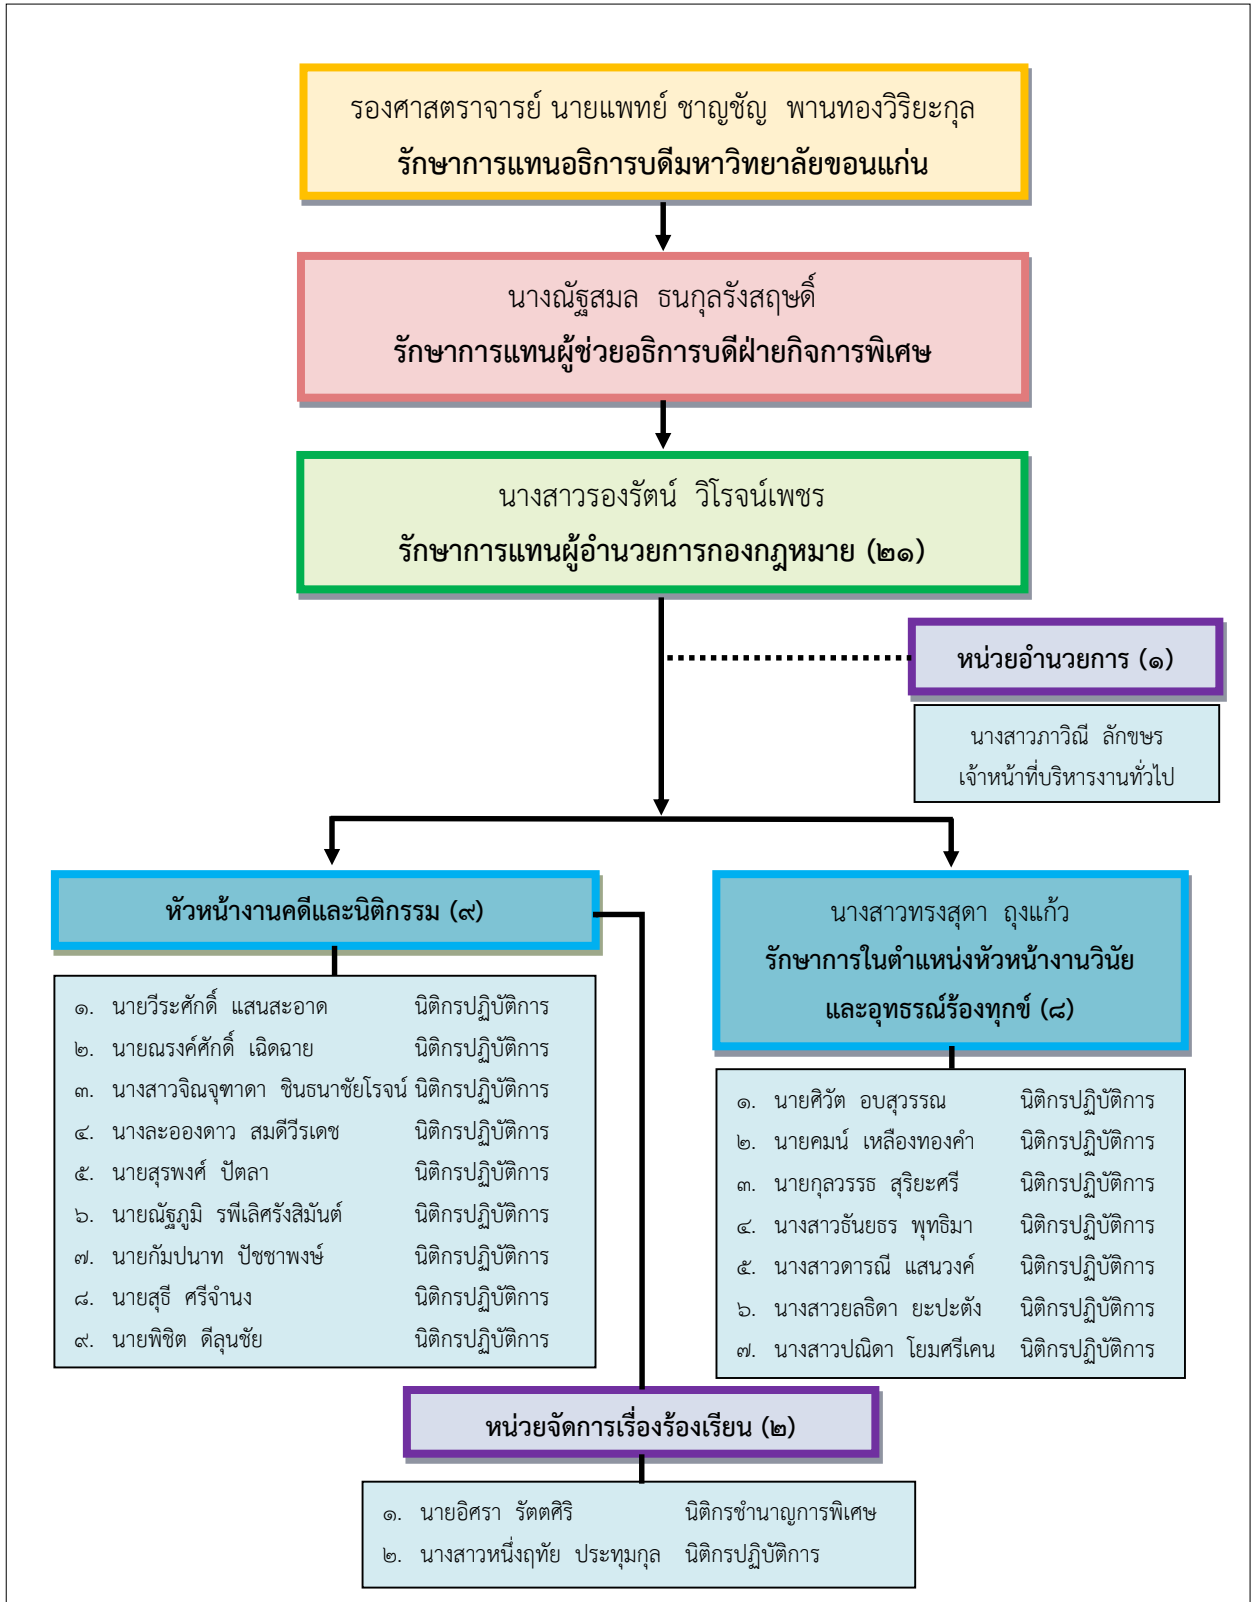 รองศาสตราจารย์ นายแพทย์ ชาญชัย พานทองวิริยะกุล
รักษาการแทนอธิการบดีมหาวิทยาลัยขอนแก่น
นางณัฐสมล ธนกุลรังสฤษดิ์
รักษาการแทนผู้ช่วยอธิการบดีฝ่ายกิจการพิเศษ
นางสาวรองรัตน์ วิโรจน์เพชร
รักษาการแทนผู้อำนวยการกองกฎหมาย (๒๑)
หน่วยอำนวยการ (๑)
นางสาวภาวิณี ลักขษร
เจ้าหน้าที่บริหารงานทั่วไป
หัวหน้างานคดีและนิติกรรม (๙)
๑. นายวีระศักดิ์ แสนสะอาด นิติกรปฏิบัติการ
๒. นายณรงค์ศักดิ์ เฉิดฉาย นิติกรปฏิบัติการ
๓. นางสาวจิณจุฑาดา ชินธนาชัยโรจน์ นิติกรปฏิบัติการ
๔. นางละอองดาว สมดีวีรเดช นิติกรปฏิบัติการ
๕. นายสุรพงศ์ ปัตลา นิติกรปฏิบัติการ
๖. นายณัฐภูมิ รพีเลิศรังสิมันต์ นิติกรปฏิบัติการ
๗. นายกัมปนาท ปัชชาพงษ์ นิติกรปฏิบัติการ
๘. นายสุธี ศรีจำนง นิติกรปฏิบัติการ
๙. นายพิชิต ดีลุนชัย นิติกรปฏิบัติการ
นางสาวทรงสุดา ถุงแก้ว
รักษาการในตำแหน่งหัวหน้างานวินัย
และอุทธรณ์ร้องทุกข์ (๘)
๑. นายศิวัต อบสุวรรณ นิติกรปฏิบัติการ
๒. นายคมน์ เหลืองทองคำ นิติกรปฏิบัติการ
๓. นายกุลวรรธ สุริยะศรี นิติกรปฏิบัติการ
๔. นางสาวธันยธร พุทธิมา นิติกรปฏิบัติการ
๕. นางสาวดารณี แสนวงค์ นิติกรปฏิบัติการ
๖. นางสาวยลธิดา ยะปะตัง นิติกรปฏิบัติการ
๗. นางสาวปณิดา โยมศรีเคน นิติกรปฏิบัติการ
หน่วยจัดการเรื่องร้องเรียน (๒)
๑. นายอิศรา รัตตศิริ นิติกรชำนาญการพิเศษ
๒. นางสาวหนึ่งฤทัย ประทุมกุล นิติกรปฏิบัติการ